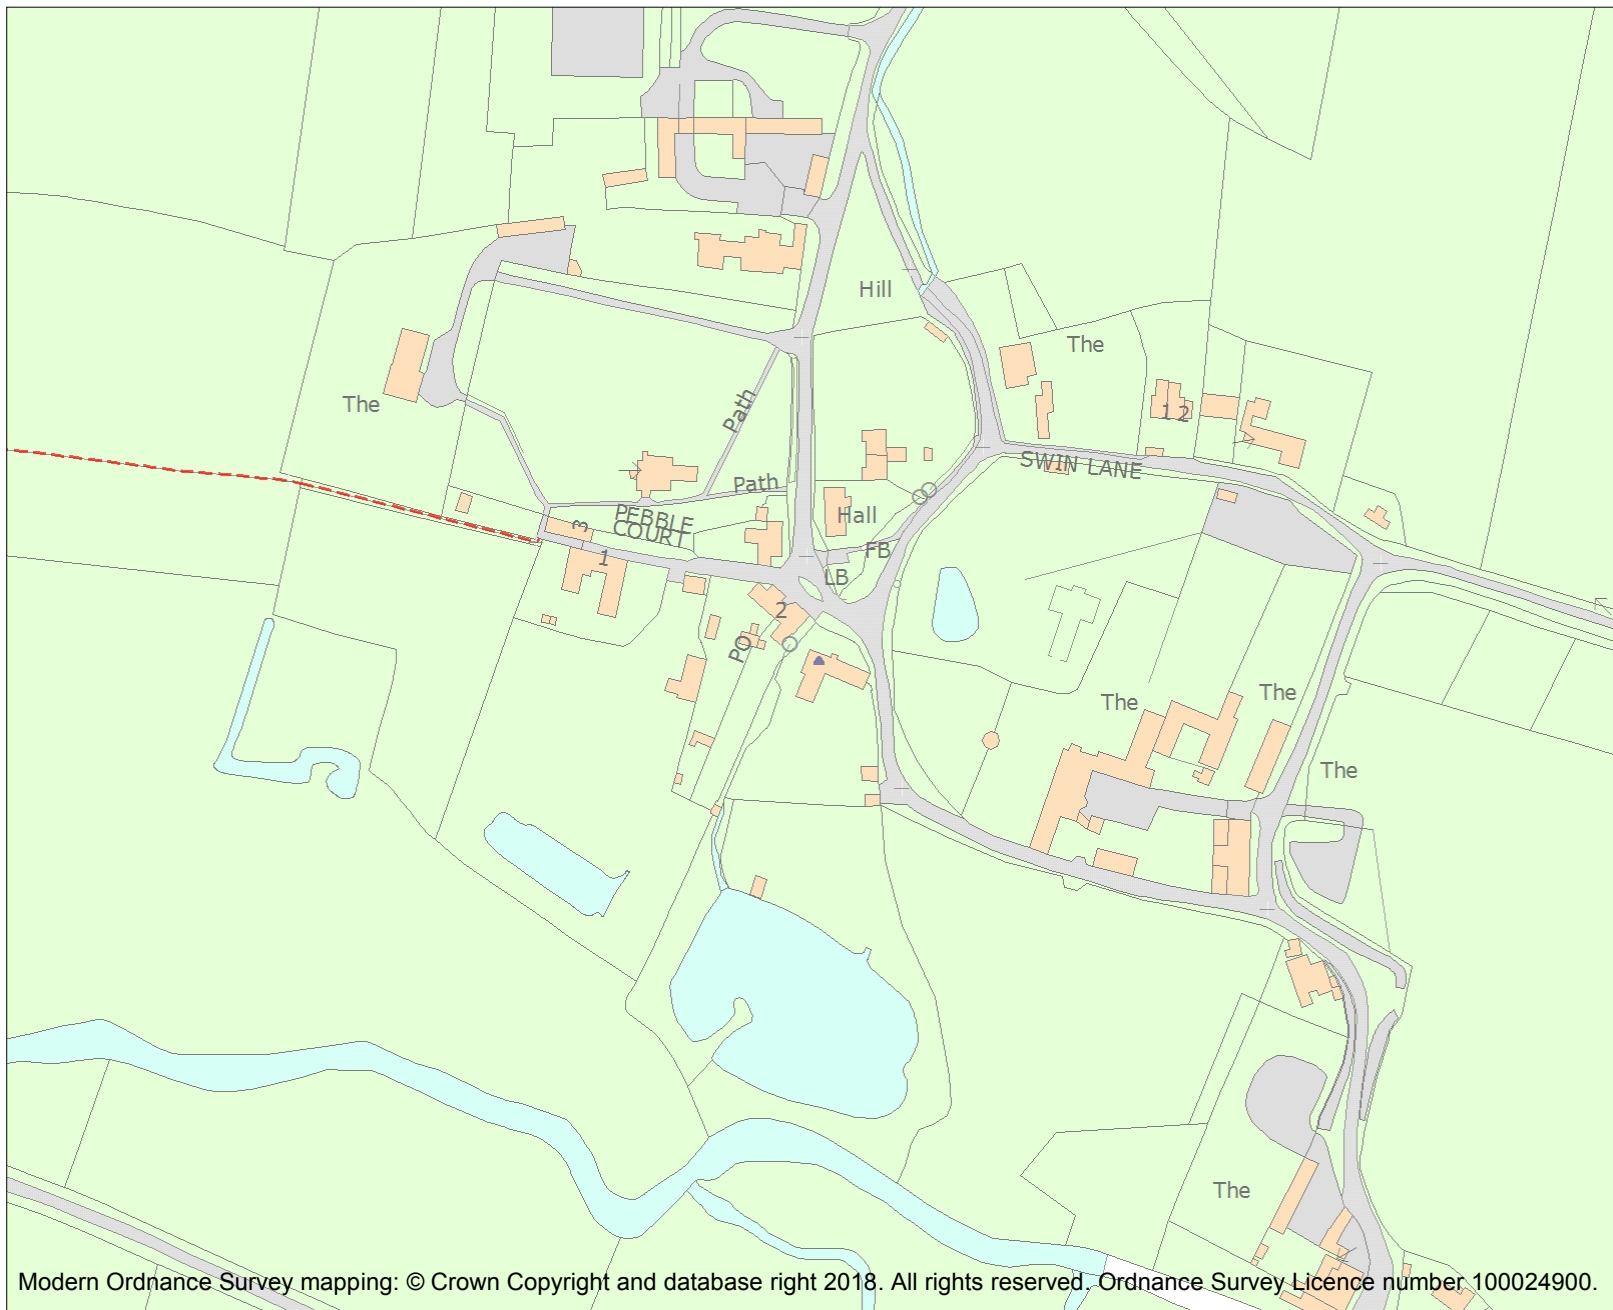 Hill
The
The
Path
1 2
SWIN LANE
Path
Hall
PEBBLE
COURT
3
FB
1
LB
2
PO
The
The
The
The
Modern Ordnance Survey mapping: © Crown Copyright and database right 2018. All rights reserved. Ordnance Survey Licence number 100024900.